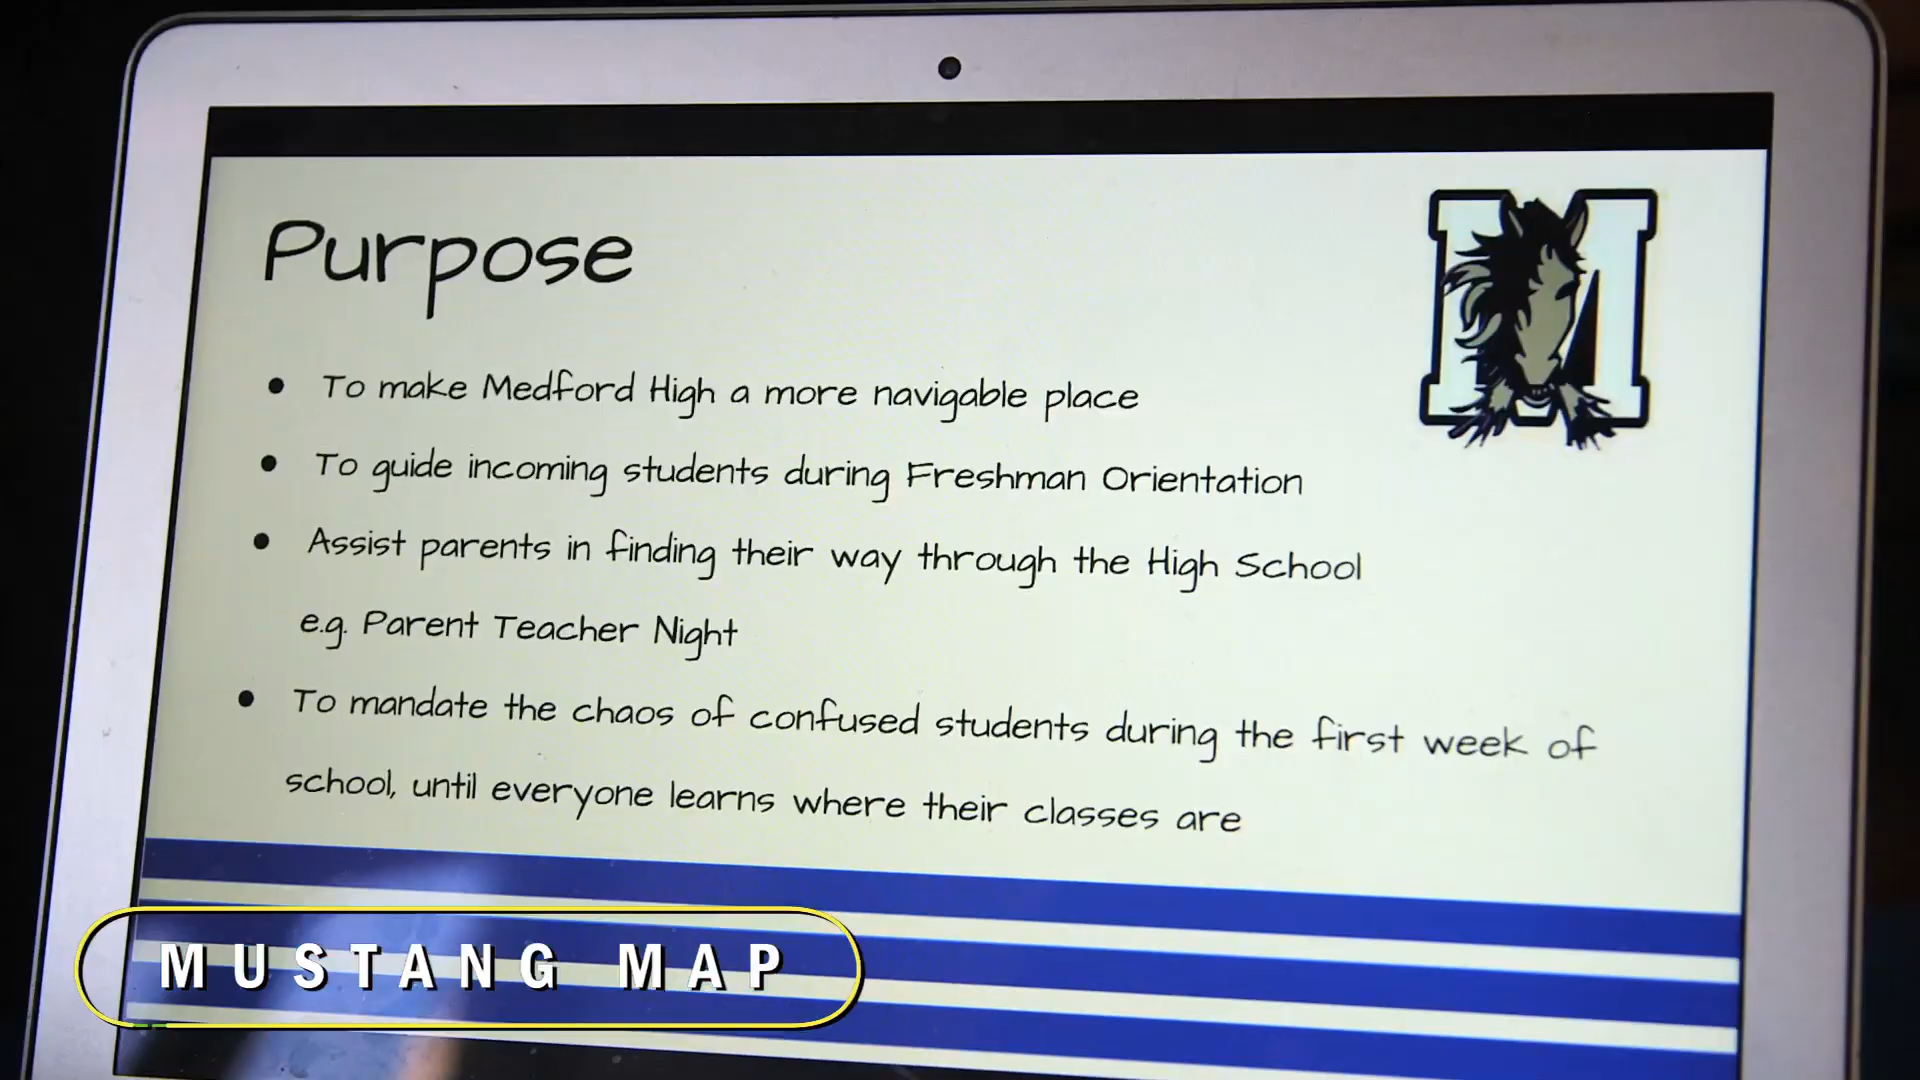 Purpose
M
• To make Medford High a more navigable place
• To guide incoming students during Freshman Orientation
• Assist parents in finding their way through the High School
e.g. Parent Teacher Night
• To mandate the chaos of confused students during the first week of
school, until everyone learns where their classes are
MUSTANG MAP